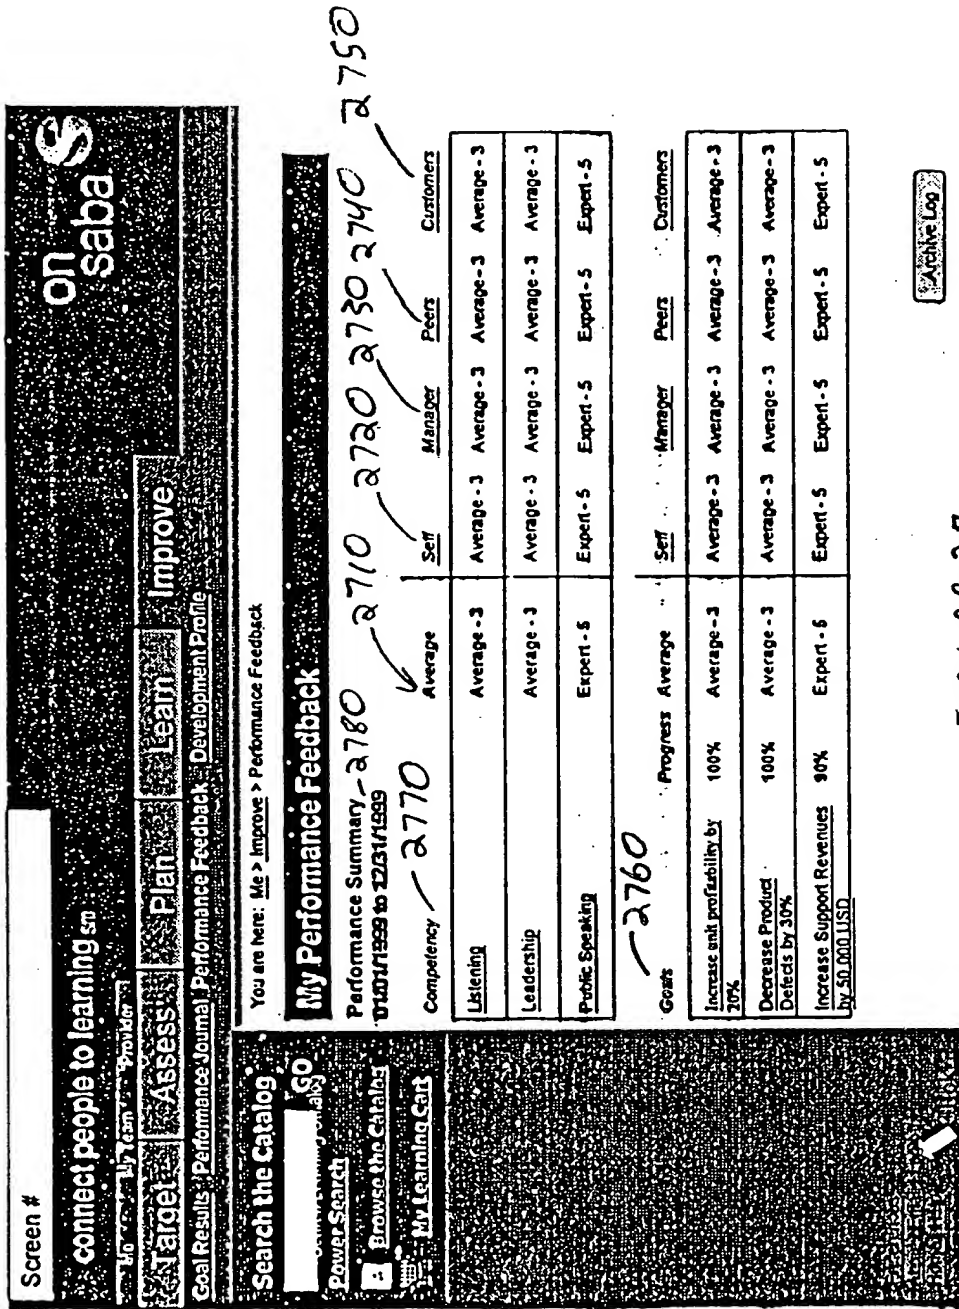 Screen #
on
saba
connect people to learning sm
My Team Provider
Target Assess Plan Learn Improve
Goal Results Performance Journal Performance Feedback Development Profile
Search the Catalog
GO
Power Search
Browse the Catalog
My Learning Cart
You are here: Me > Improve > Performance Feedback
My Performance Feedback
Performance Summary 2780 2710 2720 2730 2740 2750
01/01/1999 to 12/31/1999
Competency 2770 Average Self Manager Peers Customers
Listening Average - 3 Average - 3 Average - 3 Average - 3 Average - 3
Leadership Average - 3 Average - 3 Average - 3 Average - 3 Average - 3
Public Speaking Expert - 5 Expert - 5 Expert - 5 Expert - 5 Expert - 5
2760
Goals Progress Average Self Manager Peers Customers
Increase unit profitability by 100% Average - 3 Average - 3 Average - 3 Average - 3 Average - 3
20%
Decrease Product 100% Average - 3 Average - 3 Average - 3 Average - 3 Average - 3
Defects by 30%
Increase Support Revenues 90% Expert - 5 Expert - 5 Expert - 5 Expert - 5 Expert - 5
by 50,000 USD
Archive Log